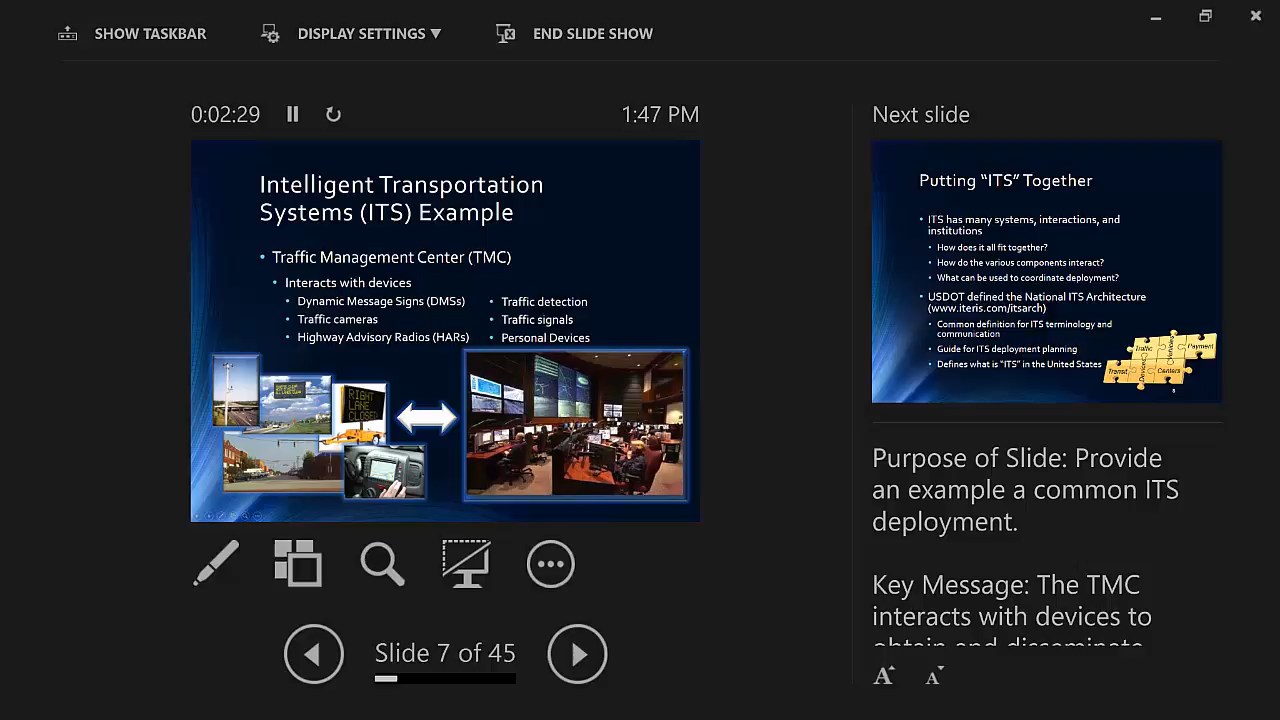 SHOW TASKBAR
DISPLAY SETTINGS ▼
END SLIDE SHOW
0:02:29
1:47 PM
Intelligent Transportation
Systems (ITS) Example
• Traffic Management Center (TMC)
• Interacts with devices
• Dynamic Message Signs (DMSs)
• Traffic cameras
• Highway Advisory Radios (HARs)
• Traffic detection
• Traffic signals
• Personal Devices
RIGHT
LANE
CLOSED
Slide 7 of 45
Next slide
Putting “ITS” Together
• ITS has many systems, interactions, and
institutions
• How does it all fit together?
• How do the various components interact?
• What can be used to coordinate deployment?
• USDOT defined the National ITS Architecture
(www.iteris.com/itsarch)
• Common definition for ITS terminology and
communication
• Guide for ITS deployment planning
• Defines what is “ITS” in the United States
Traffic
Payment
Transit
Devices
Centers
Purpose of Slide: Provide
an example a common ITS
deployment.
Key Message: The TMC
interacts with devices to
obtain and disseminate
A
A